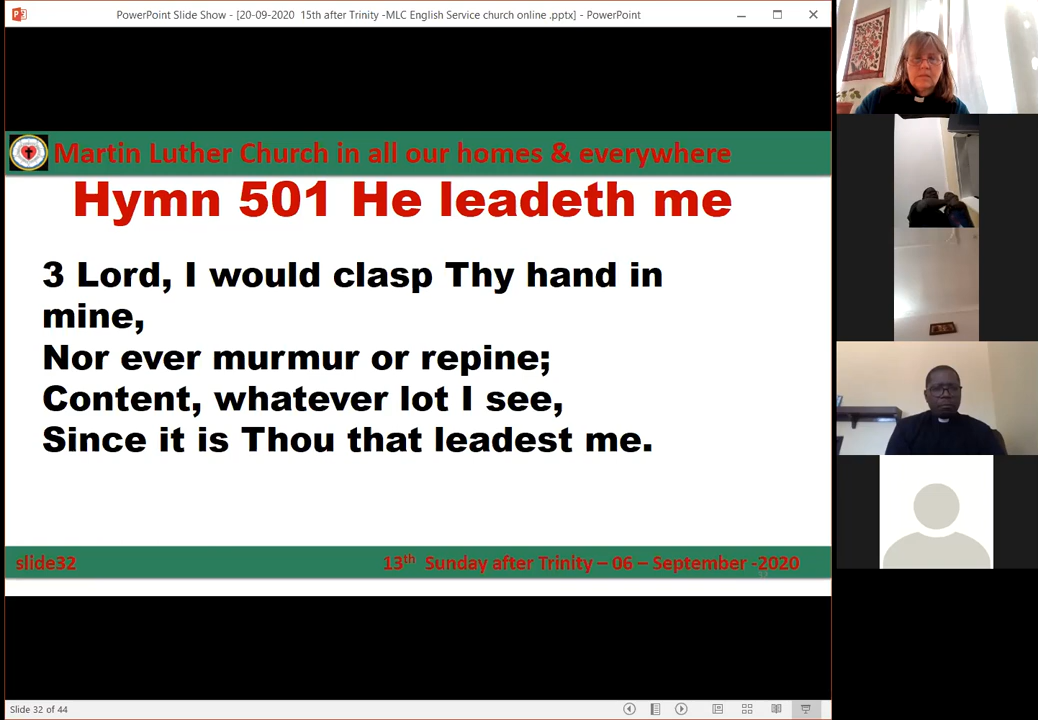 PowerPoint Slide Show - [20-09-2020 15th after Trinity -MLC English Service church online .pptx] - PowerPoint
Martin Luther Church in all our homes & everywhere
Hymn 501 He leadeth me
3 Lord, I would clasp Thy hand in
mine,
Nor ever murmur or repine;
Content, whatever lot I see,
Since it is Thou that leadest me.
slide32
13th Sunday after Trinity – 06 – September -2020
Slide 32 of 44